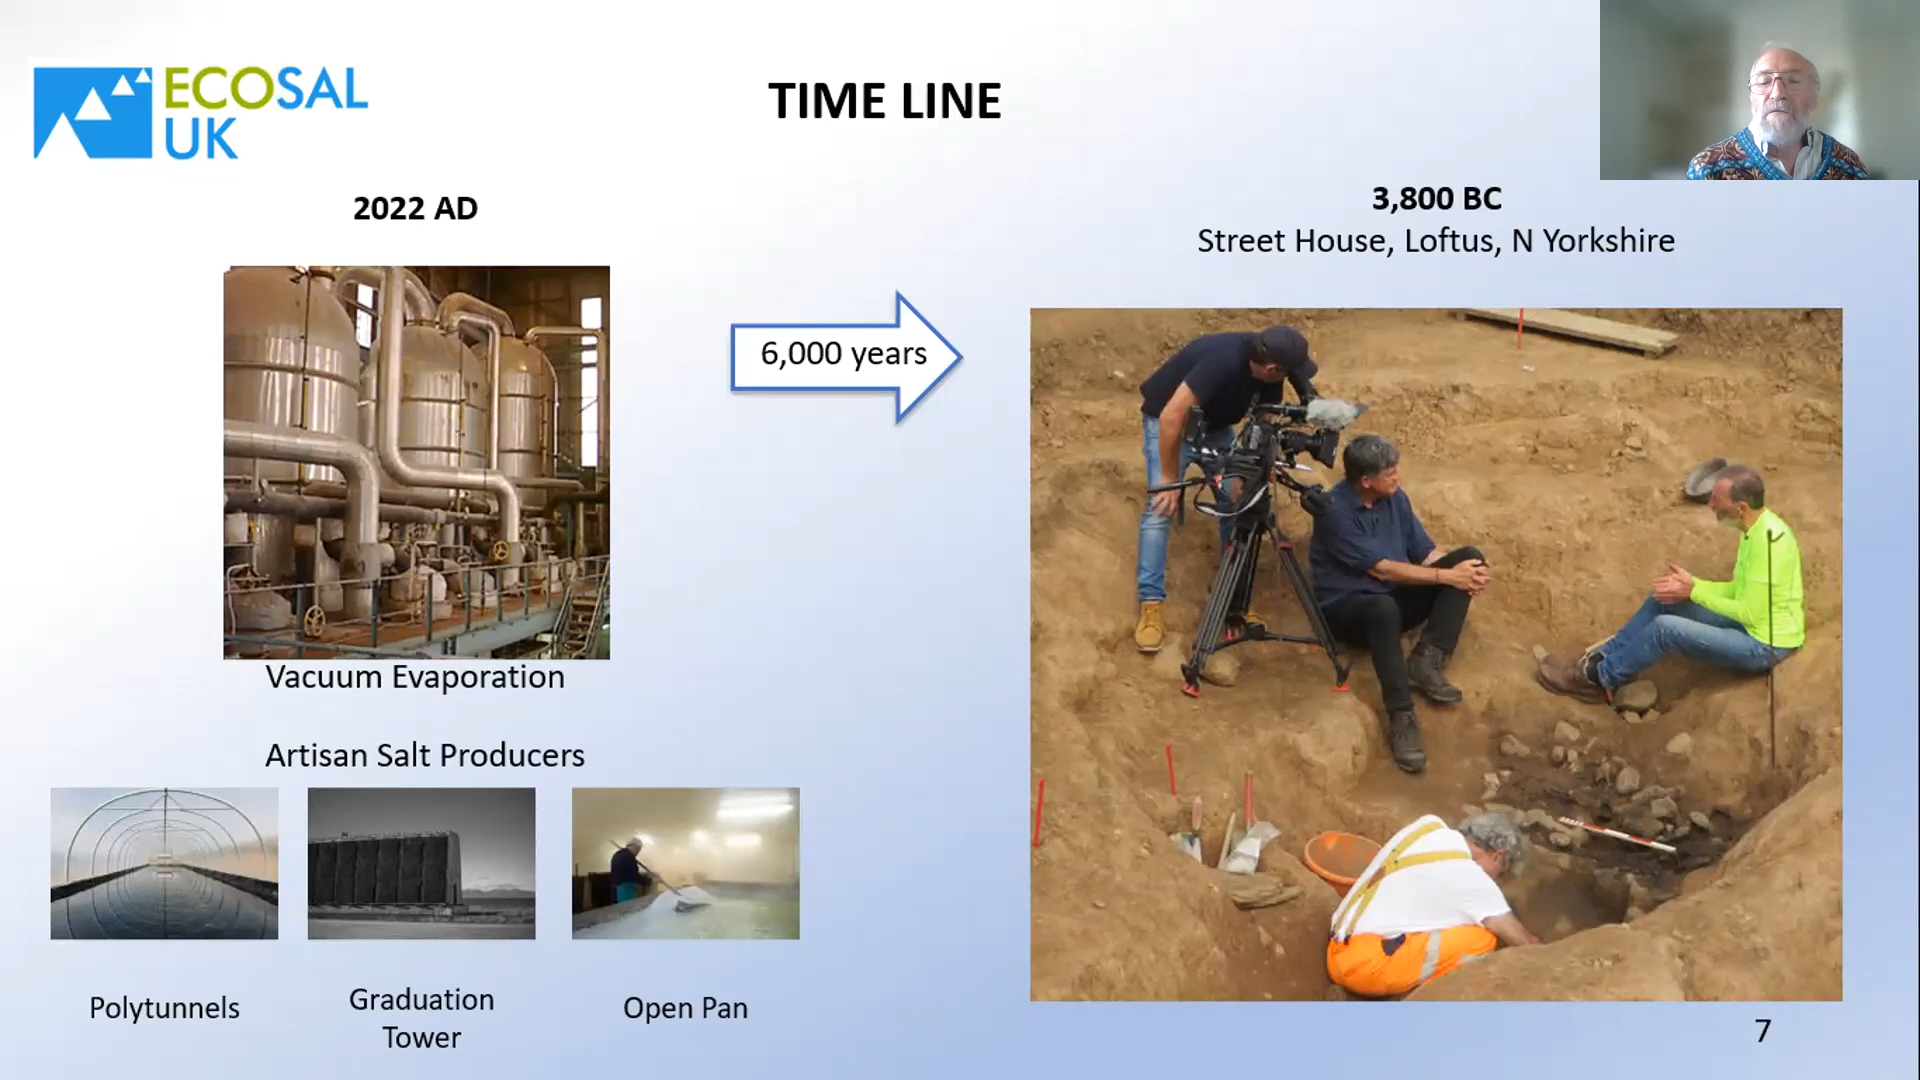 ECOSAL
UK
TIME LINE
2022 AD
3,800 BC
Street House, Loftus, N Yorkshire
6,000 years
Vacuum Evaporation
Artisan Salt Producers
Polytunnels
Graduation
Tower
Open Pan
7